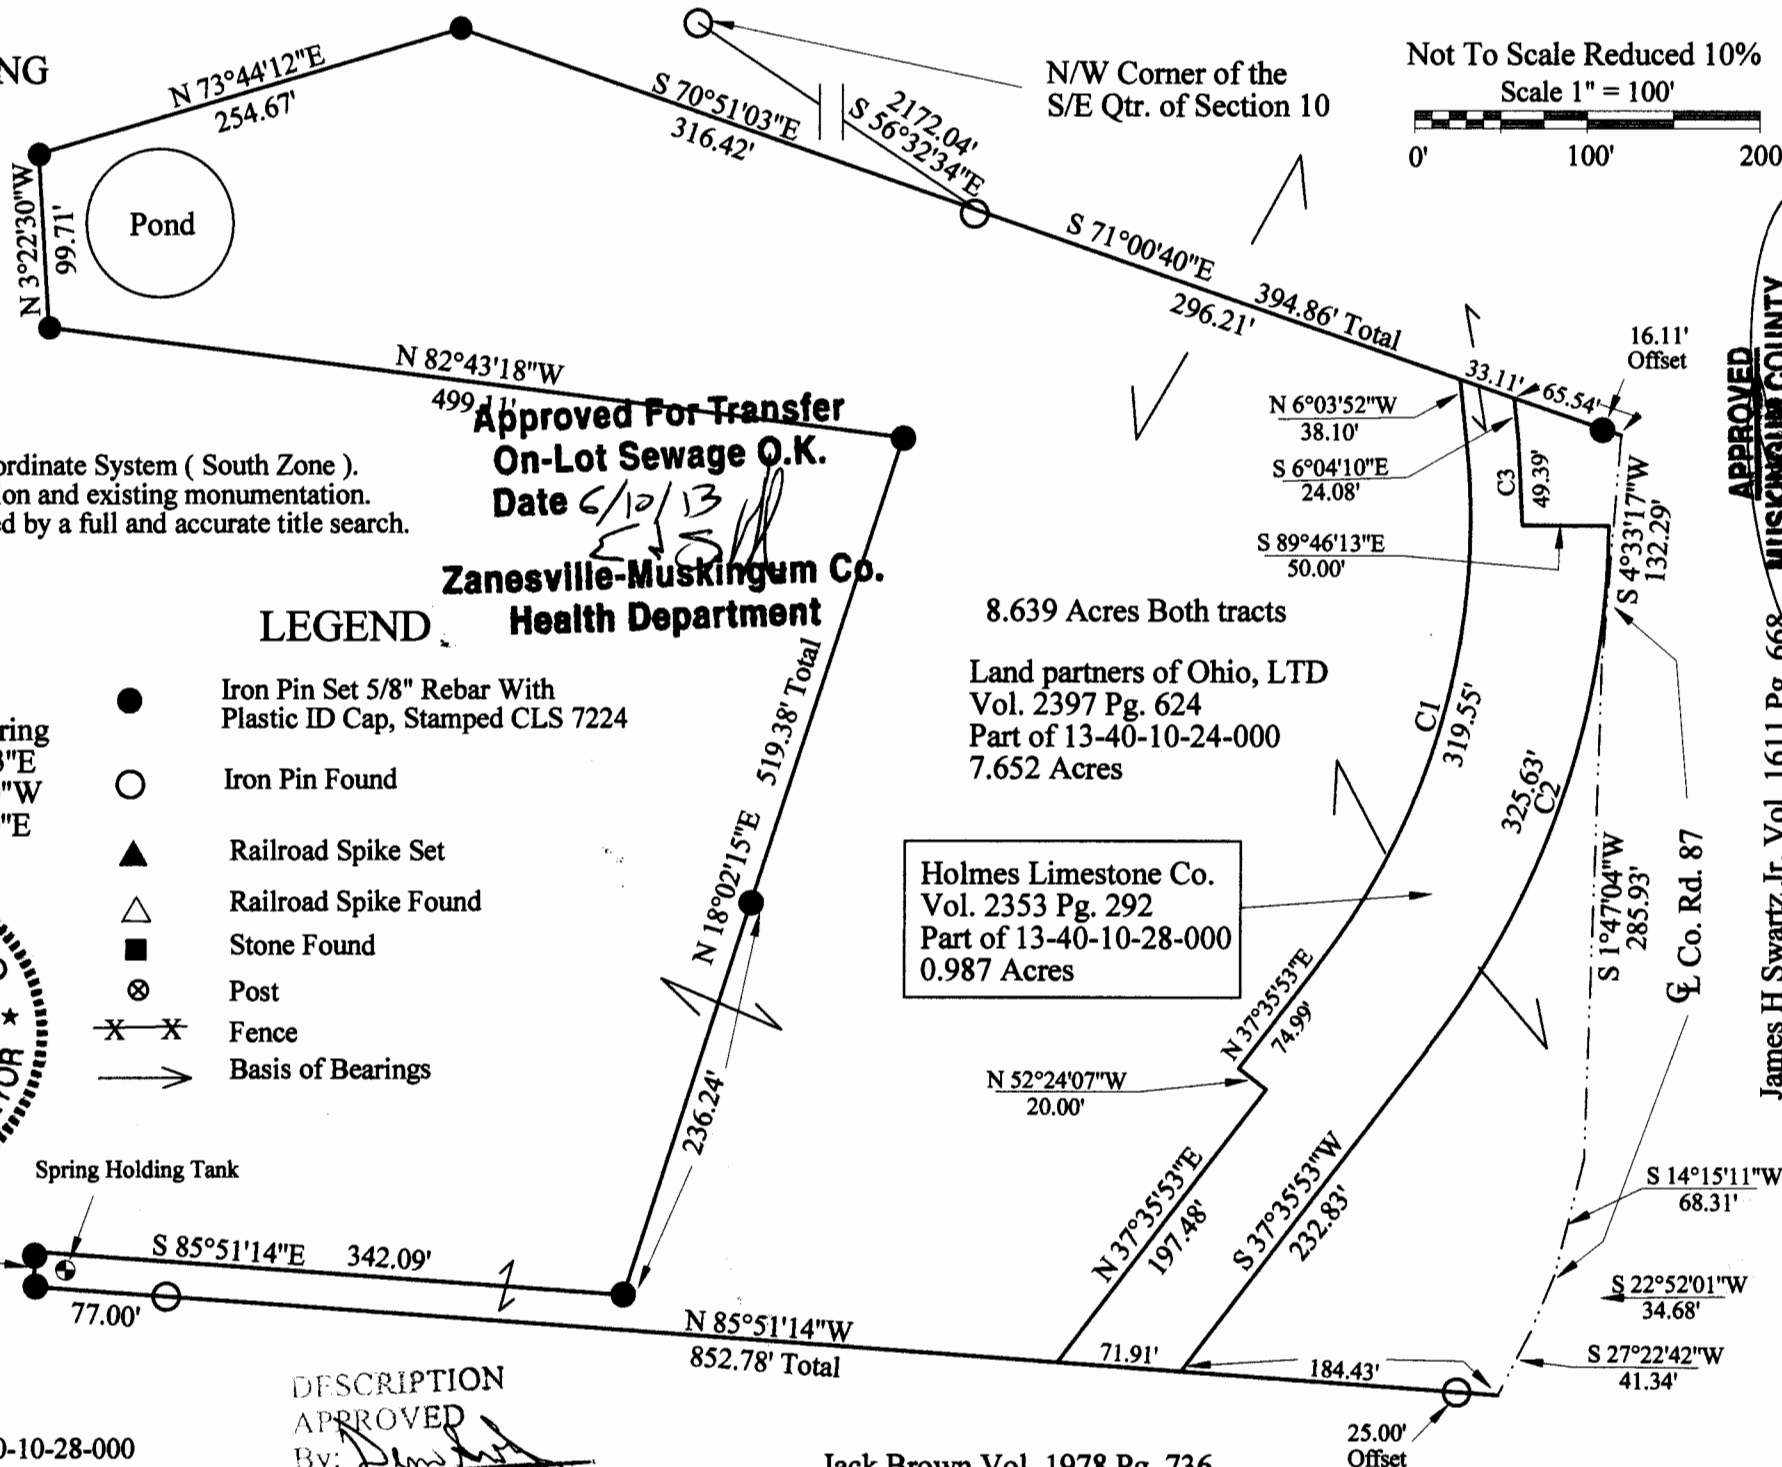 NG
N 73°44'12"E
254.67'
N 3°22'30"W
99.71'
Pond
S 70°51'03"E
316.42'
2172.04'
S 56°32'34"E
N/W Corner of the
S/E Qtr. of Section 10
Not To Scale Reduced 10%
Scale 1" = 100'
0' 100' 200
S 71°00'40"E
296.21'
394.86' Total
33.11'
65.54'
16.11'
Offset
N 82°43'18"W
499.11'
N 6°03'52"W
38.10'
S 6°04'10"E
24.08'
C3
49.39'
S 89°46'13"E
50.00'
S 4°33'17"W
132.29'
APPROVED
MUSKINGUM COUNTY
ordinate System ( South Zone ).
ion and existing monumentation.
ed by a full and accurate title search.
Approved For Transfer
On-Lot Sewage O.K.
Date 6/10/13
Zanesville-Muskingum Co.
Health Department
LEGEND
Iron Pin Set 5/8" Rebar With
Plastic ID Cap, Stamped CLS 7224
Iron Pin Found
Railroad Spike Set
Railroad Spike Found
Stone Found
Post
X X Fence
Basis of Bearings
ring
"E
"W
"E
519.38' Total
N 18°02'15"E
236.24'
8.639 Acres Both tracts
Land partners of Ohio, LTD
Vol. 2397 Pg. 624
Part of 13-40-10-24-000
7.652 Acres
Holmes Limestone Co.
Vol. 2353 Pg. 292
Part of 13-40-10-28-000
0.987 Acres
C1
319.55'
325.63'
C2
S 1°47'04"W
285.93'
℄ Co. Rd. 87
James H Swartz Jr. Vol. 1611 Pg. 668
N 37°35'53"E
74.99'
N 52°24'07"W
20.00'
N 37°35'53"E
197.48'
S 37°35'53"W
232.83'
S 14°15'11"W
68.31'
S 22°52'01"W
34.68'
S 27°22'42"W
41.34'
Spring Holding Tank
S 85°51'14"E 342.09'
77.00'
N 85°51'14"W
852.78' Total
71.91'
184.43'
25.00'
Offset
DESCRIPTION
APPROVED
By:
0-10-28-000
Jack Brown Vol. 1978 Pg. 736